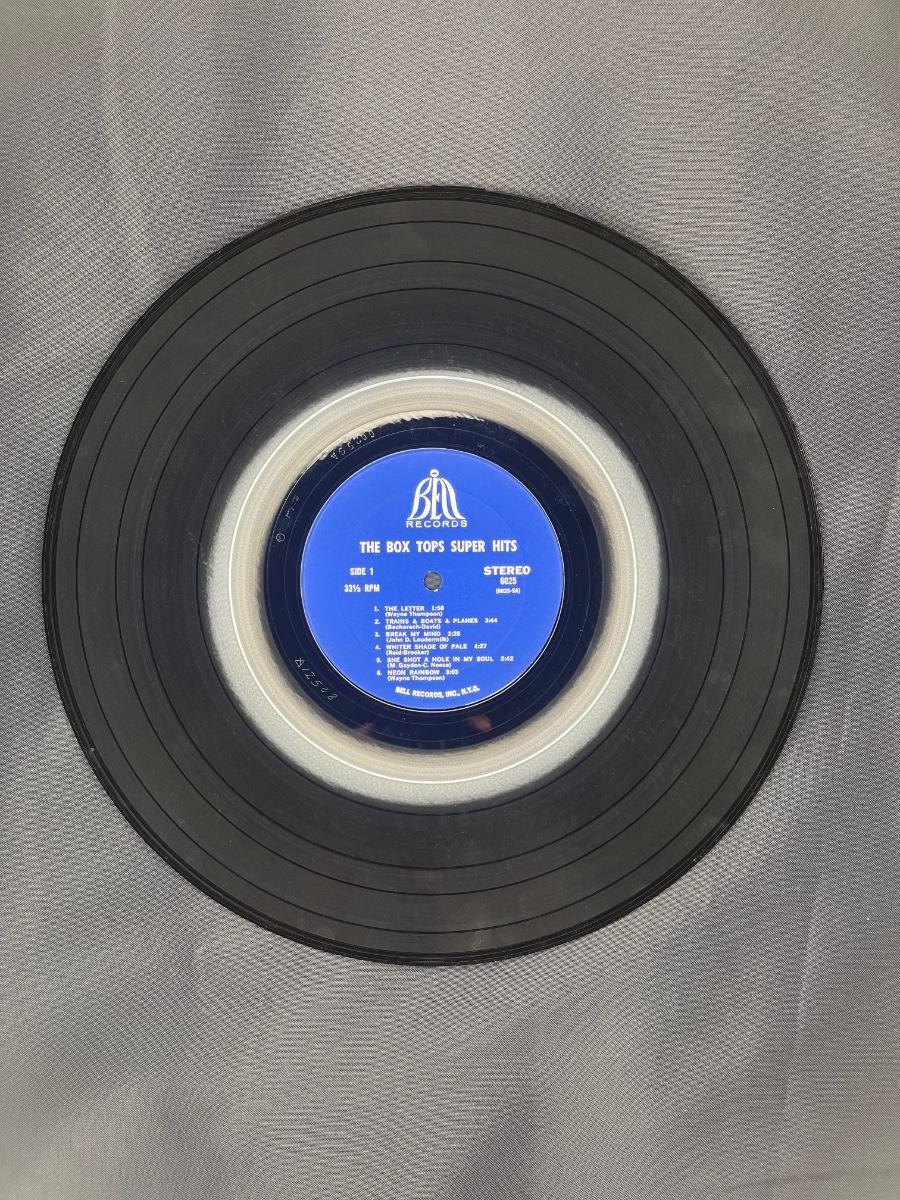 BELL
RECORDS
THE BOX TOPS SUPER HITS
SIDE 1
STEREO
33⅓ RPM
6025
(6025-SA)
1. THE LETTER 1:58
(Wayne Thompson)
2. TRAINS & BOATS & PLANES 3:44
(Bacharach-David)
3. BREAK MY MIND 2:28
(John D. Loudermilk)
4. WHITER SHADE OF PALE 4:27
(Reid-Brooker)
5. SHE SHOT A HOLE IN MY SOUL 2:42
(M. Gayden-C. Neese)
6. NEON RAINBOW 3:03
(Wayne Thompson)
BELL RECORDS, INC., N.Y.C.